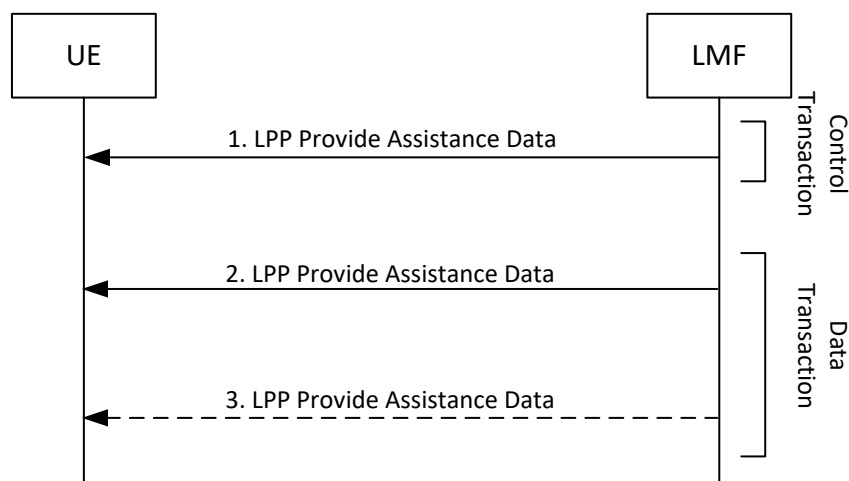 UE
LMF
1. LPP Provide Assistance Data
Control
Transaction
2. LPP Provide Assistance Data
Data
Transaction
3. LPP Provide Assistance Data